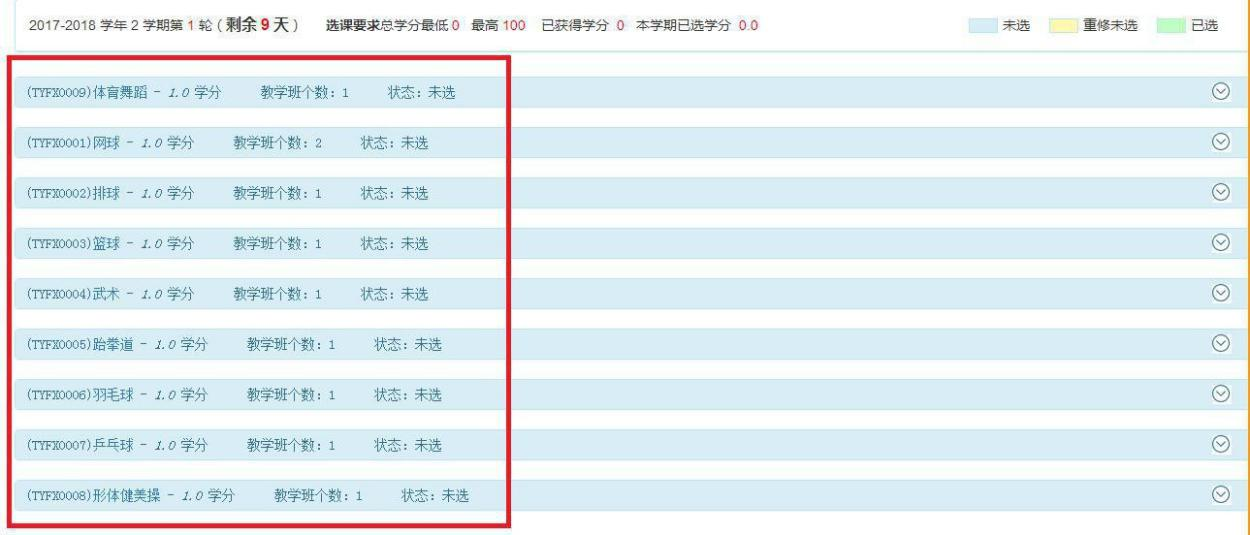 2017-2018 学年 2 学期第 1 轮 ( 剩余 9 天 ) 选课要求总学分最低 0 最高 100 已获得学分 0 本学期已选学分 0.0 未选 重修未选 已选
(TYFX0009)体育舞蹈 - 1.0 学分 教学班个数: 1 状态: 未选
(TYFX0001)网球 - 1.0 学分 教学班个数: 2 状态: 未选
(TYFX0002)排球 - 1.0 学分 教学班个数: 1 状态: 未选
(TYFX0003)篮球 - 1.0 学分 教学班个数: 1 状态: 未选
(TYFX0004)武术 - 1.0 学分 教学班个数: 1 状态: 未选
(TYFX0005)跆拳道 - 1.0 学分 教学班个数: 1 状态: 未选
(TYFX0006)羽毛球 - 1.0 学分 教学班个数: 1 状态: 未选
(TYFX0007)乒乓球 - 1.0 学分 教学班个数: 1 状态: 未选
(TYFX0008)形体健美操 - 1.0 学分 教学班个数: 1 状态: 未选